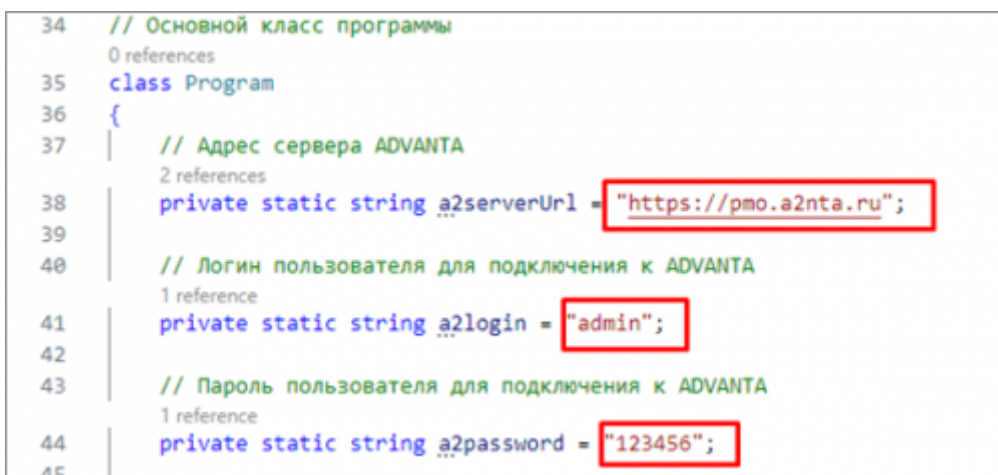 34 // Основной класс программы
0 references
35 class Program
36 {
37 // Адрес сервера ADVANTA
2 references
38 private static string a2serverUrl = "https://pmo.a2nta.ru";
39
40 // Логин пользователя для подключения к ADVANTA
1 reference
41 private static string a2login = "admin";
42
43 // Пароль пользователя для подключения к ADVANTA
1 reference
44 private static string a2password = "123456";
45